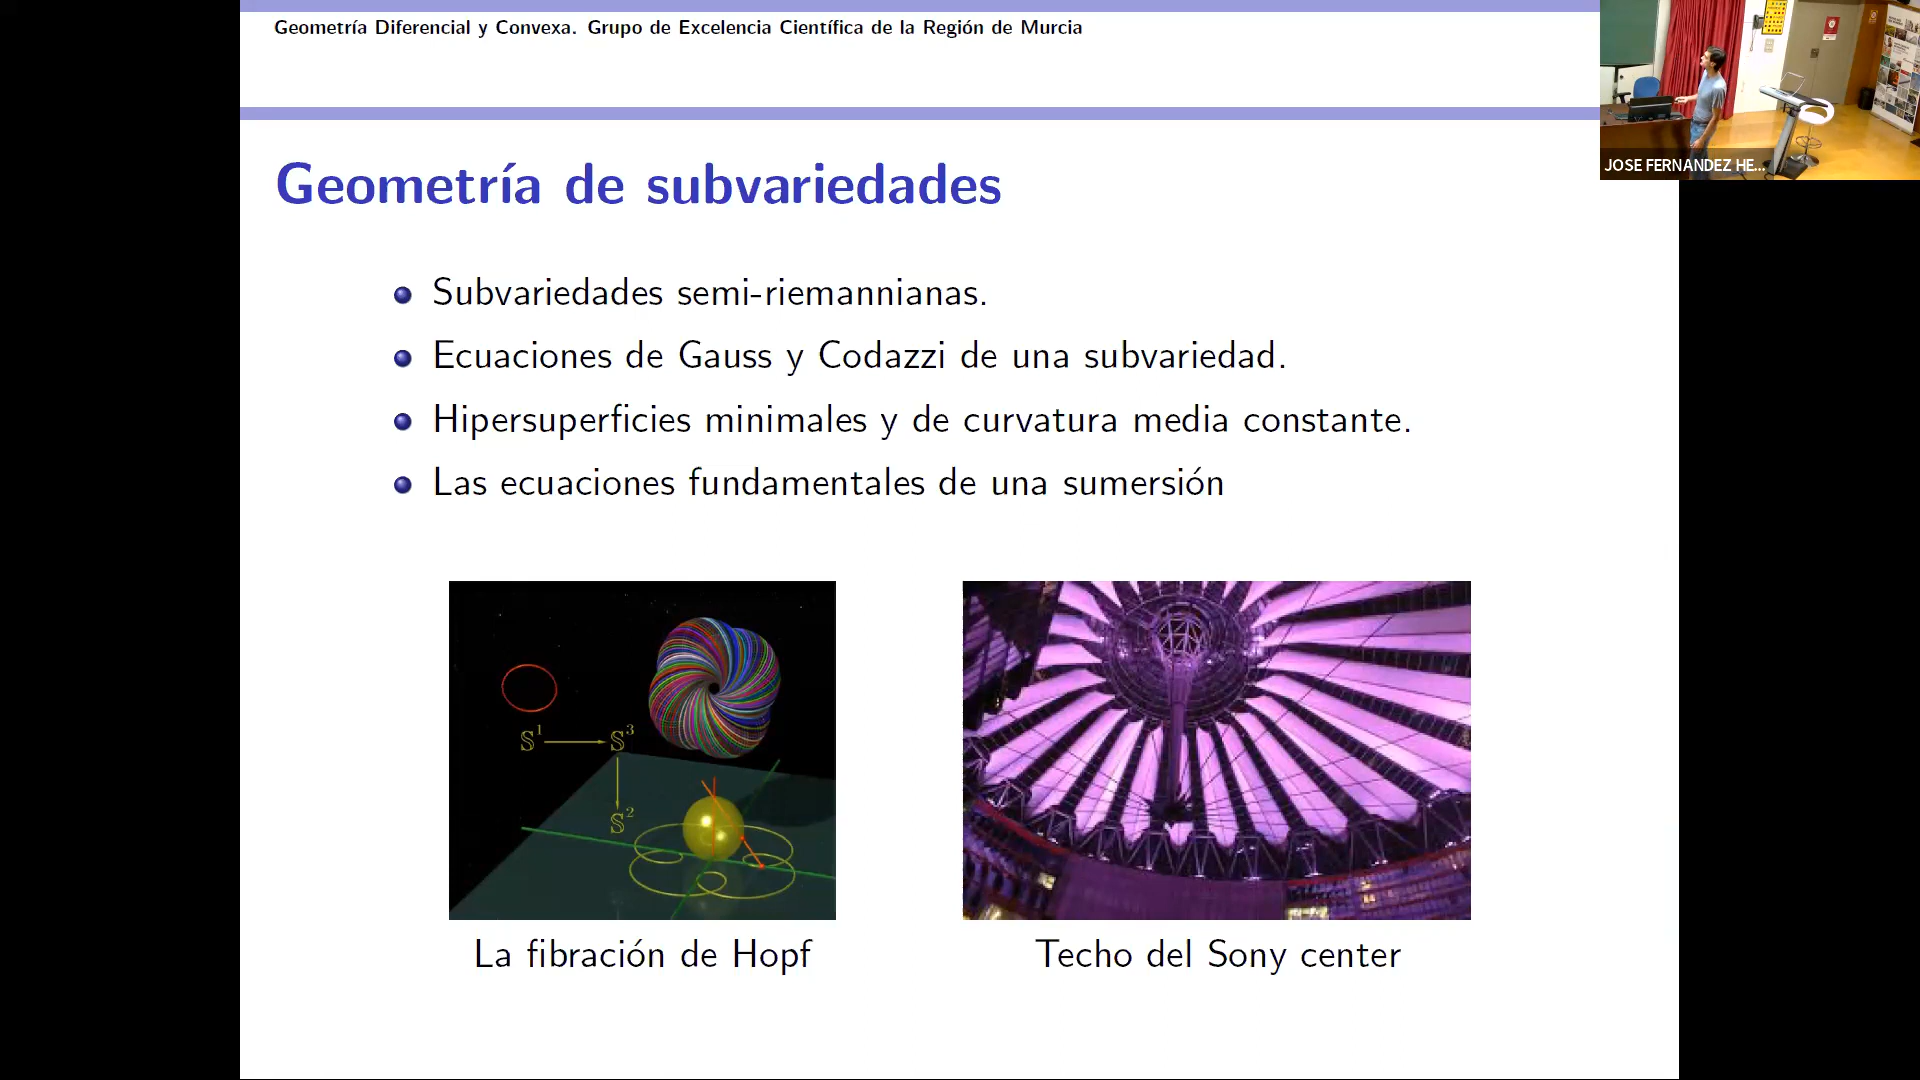 Geometría Diferencial y Convexa. Grupo de Excelencia Científica de la Región de Murcia
JOSE FERNANDEZ HE...
Geometría de subvariedades
Subvariedades semi-riemannianas.
Ecuaciones de Gauss y Codazzi de una subvariedad.
Hipersuperficies minimales y de curvatura media constante.
Las ecuaciones fundamentales de una sumersión
𝕊¹ → 𝕊³
𝕊²
La fibración de Hopf
Techo del Sony center